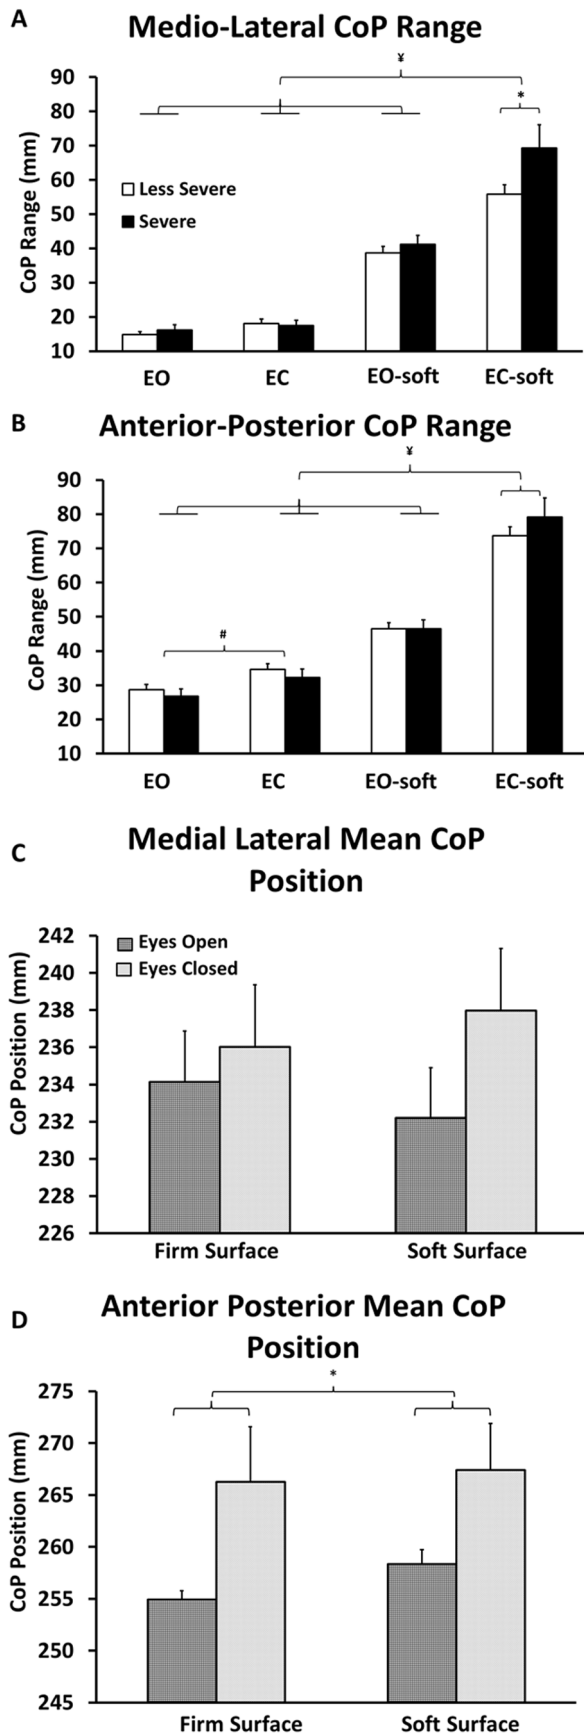 A
Medio-Lateral CoP Range
¥
*
CoP Range (mm)
90
80
70
60
50
40
30
20
10
Less Severe
Severe
EO EC EO-soft EC-soft
B
Anterior-Posterior CoP Range
¥
#
CoP Range (mm)
90
80
70
60
50
40
30
20
10
EO EC EO-soft EC-soft
C
Medial Lateral Mean CoP
Position
CoP Position (mm)
242
240
238
236
234
232
230
228
226
Eyes Open
Eyes Closed
Firm Surface Soft Surface
D
Anterior Posterior Mean CoP
Position
*
CoP Position (mm)
275
270
265
260
255
250
245
Firm Surface Soft Surface